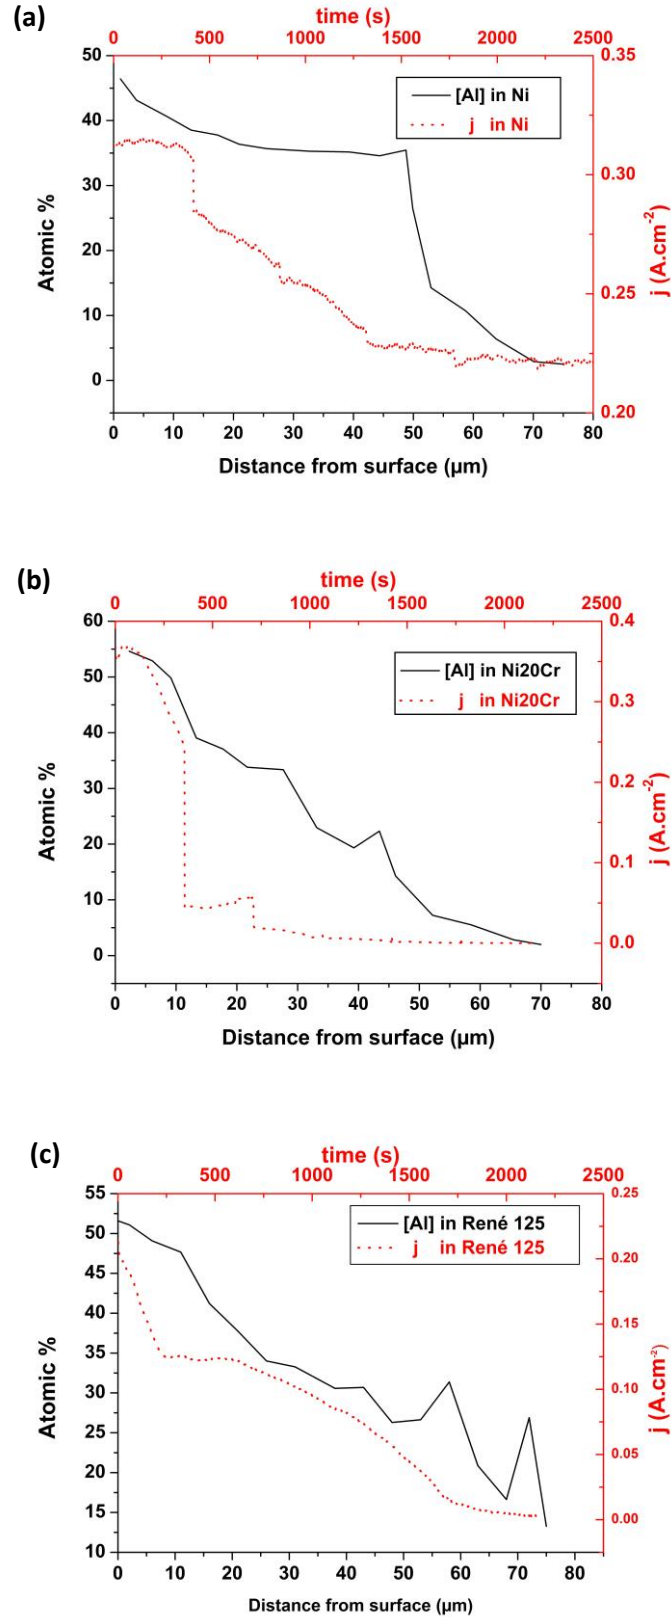 (a)
time (s)
0 500 1000 1500 2000 2500
50 0.35
[Al] in Ni
j in Ni
40
0.30
30
Atomic %
j (A.cm-2)
20
0.25
10
0
0.20
0 10 20 30 40 50 60 70 80
Distance from surface (µm)
(b)
time (s)
0 500 1000 1500 2000 2500
60 0.4
[Al] in Ni20Cr
j in Ni20Cr
50
0.3
40
Atomic %
30
0.2
j (A.cm-2)
20
0.1
10
0.0
0
0 10 20 30 40 50 60 70 80
Distance from surface (µm)
(c)
time (s)
0 500 1000 1500 2000 2500
55 0.25
[Al] in René 125
j in René 125
50
45
0.20
40
0.15
35
Atomic %
30
0.10
j (A.cm-2)
25
0.05
20
15
0.00
10
0 10 20 30 40 50 60 70 80
Distance from surface (µm)